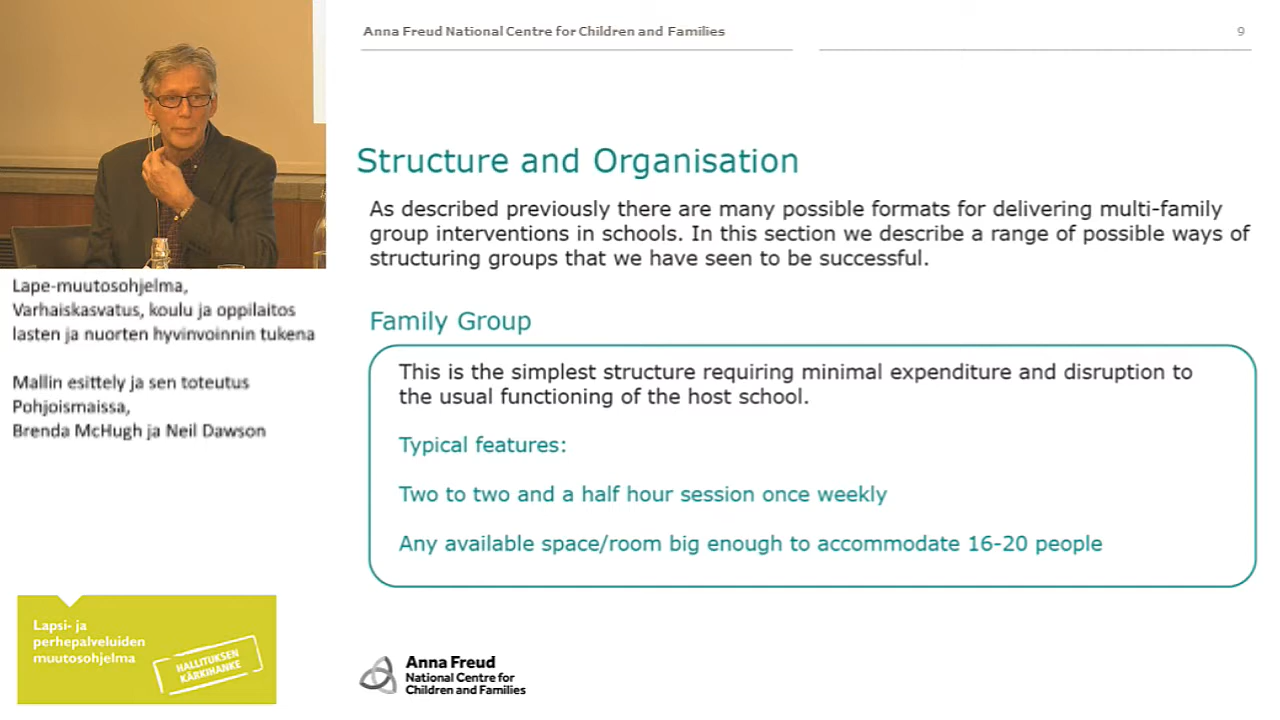 Anna Freud National Centre for Children and Families
9
Structure and Organisation
As described previously there are many possible formats for delivering multi-family
group interventions in schools. In this section we describe a range of possible ways of
structuring groups that we have seen to be successful.
Family Group
This is the simplest structure requiring minimal expenditure and disruption to
the usual functioning of the host school.
Typical features:
Two to two and a half hour session once weekly
Any available space/room big enough to accommodate 16-20 people
Lape-muutosohjelma,
Varhaiskasvatus, koulu ja oppilaitos
lasten ja nuorten hyvinvoinnin tukena
Mallin esittely ja sen toteutus
Pohjoismaissa,
Brenda McHugh ja Neil Dawson
Lapsi- ja
perhepalveluiden
muutosohjelma
HALLITUKSEN
KÄRKIHANKE
Anna Freud
National Centre for
Children and Families